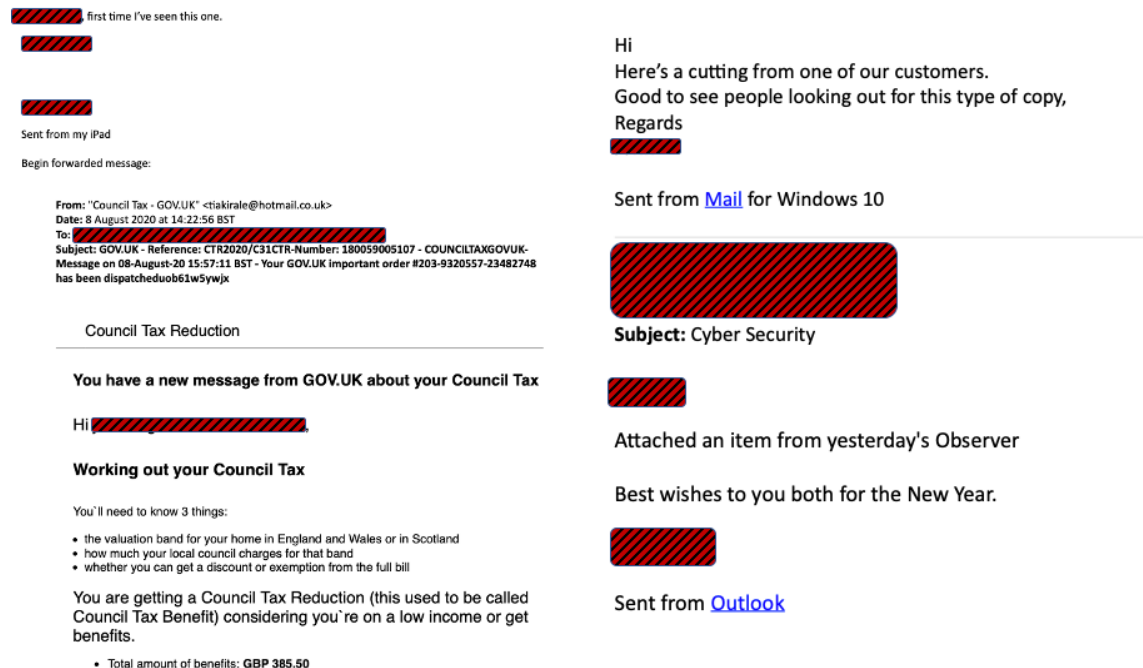 , first time I've seen this one.
Sent from my iPad
Begin forwarded message:
From: "Council Tax - GOV.UK" <tiakirale@hotmail.co.uk>
Date: 8 August 2020 at 14:22:56 BST
To:
Subject: GOV.UK - Reference: CTR2020/C31CTR-Number: 180059005107 - COUNCILTAXGOVUK-
Message on 08-August-20 15:57:11 BST - Your GOV.UK important order #203-9320557-23482748
has been dispatcheduob61w5ywjx
Council Tax Reduction
You have a new message from GOV.UK about your Council Tax
Hi ,
Working out your Council Tax
You`ll need to know 3 things:
• the valuation band for your home in England and Wales or in Scotland
• how much your local council charges for that band
• whether you can get a discount or exemption from the full bill
You are getting a Council Tax Reduction (this used to be called
Council Tax Benefit) considering you`re on a low income or get
benefits.
• Total amount of benefits: GBP 385.50
Hi
Here's a cutting from one of our customers.
Good to see people looking out for this type of copy,
Regards
Sent from Mail for Windows 10
Subject: Cyber Security
Attached an item from yesterday's Observer
Best wishes to you both for the New Year.
Sent from Outlook